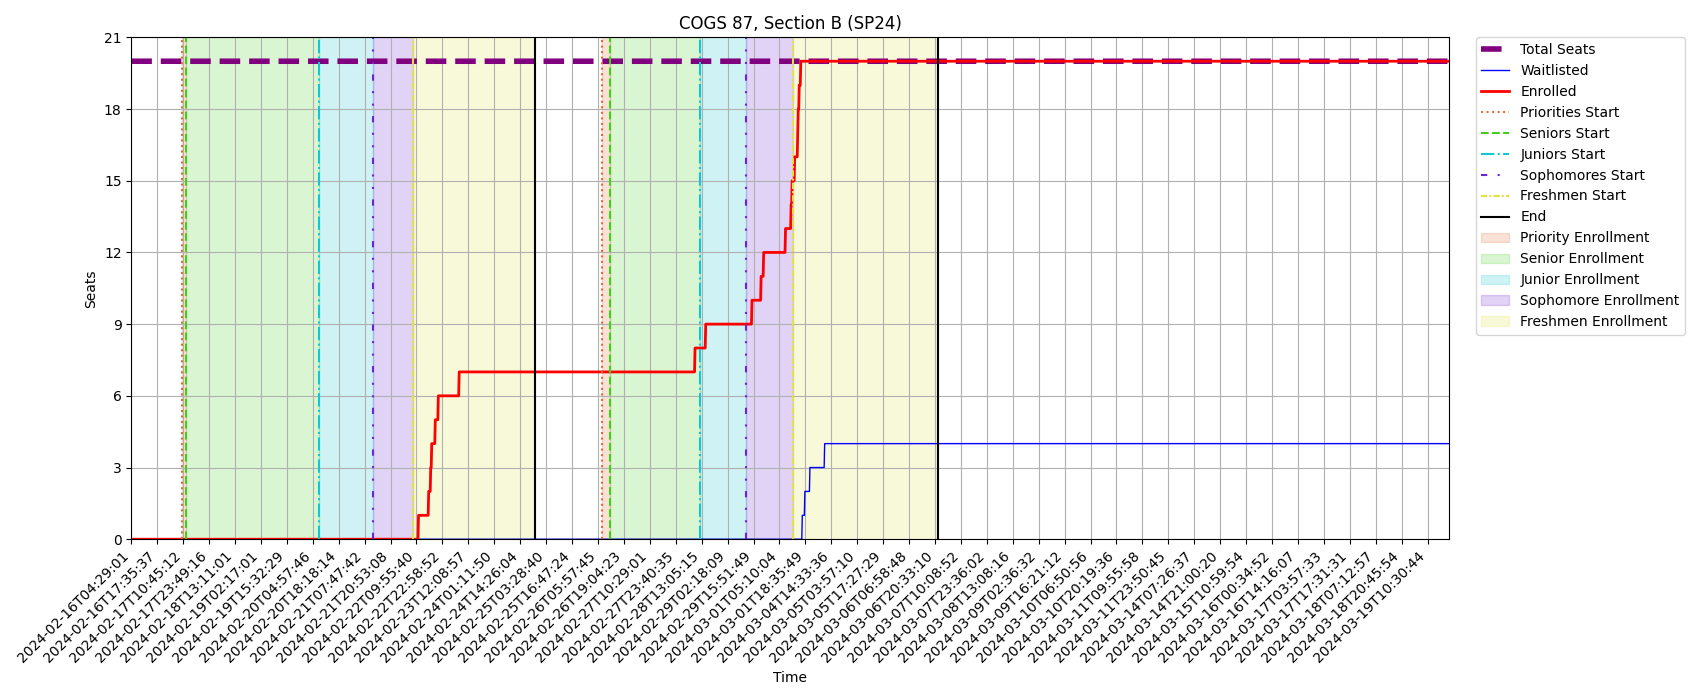 COGS 87, Section B (SP24)
21
18
15
12
9
6
3
0
Seats
2024-02-16T04:29:01
2024-02-16T17:35:37
2024-02-17T10:45:12
2024-02-17T23:49:16
2024-02-18T13:11:01
2024-02-19T02:17:01
2024-02-19T15:32:29
2024-02-20T04:57:46
2024-02-20T18:18:14
2024-02-21T07:47:42
2024-02-21T20:53:08
2024-02-22T09:55:40
2024-02-22T22:58:52
2024-02-23T12:08:57
2024-02-24T01:11:50
2024-02-24T14:26:04
2024-02-25T03:28:40
2024-02-25T16:47:24
2024-02-26T05:57:45
2024-02-26T19:04:23
2024-02-27T10:29:01
2024-02-27T23:40:35
2024-02-28T13:05:15
2024-02-29T02:18:09
2024-02-29T15:51:49
2024-03-01T05:10:04
2024-03-01T18:35:49
2024-03-04T14:33:36
2024-03-05T03:57:10
2024-03-05T17:27:29
2024-03-06T06:58:48
2024-03-06T20:33:10
2024-03-07T10:08:52
2024-03-07T23:36:02
2024-03-08T13:08:16
2024-03-09T02:36:32
2024-03-09T16:21:12
2024-03-10T06:50:56
2024-03-10T20:19:36
2024-03-11T09:55:58
2024-03-11T23:50:45
2024-03-14T07:26:37
2024-03-14T21:00:20
2024-03-15T10:59:54
2024-03-16T00:34:52
2024-03-16T14:16:07
2024-03-17T03:57:33
2024-03-17T17:31:31
2024-03-18T07:12:57
2024-03-18T20:45:54
2024-03-19T10:30:44
Time
Total Seats
Waitlisted
Enrolled
Priorities Start
Seniors Start
Juniors Start
Sophomores Start
Freshmen Start
End
Priority Enrollment
Senior Enrollment
Junior Enrollment
Sophomore Enrollment
Freshmen Enrollment